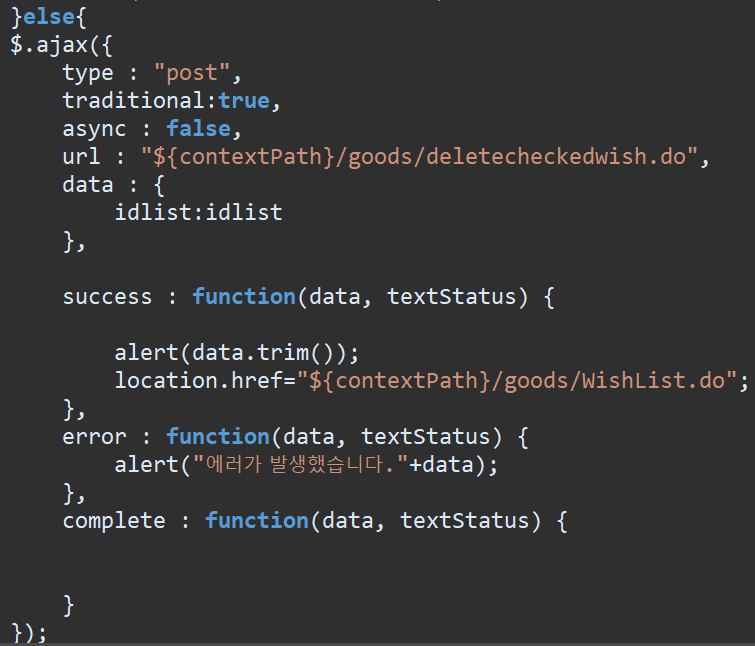 }else{
$.ajax({
    type : "post",
    traditional:true,
    async : false,
    url : "${contextPath}/goods/deletecheckedwish.do",
    data : {
        idlist:idlist
    },
    success : function(data, textStatus) {
        alert(data.trim());
        location.href="${contextPath}/goods/WishList.do";
    },
    error : function(data, textStatus) {
        alert("에러가 발생했습니다."+data);
    },
    complete : function(data, textStatus) {
    }
});